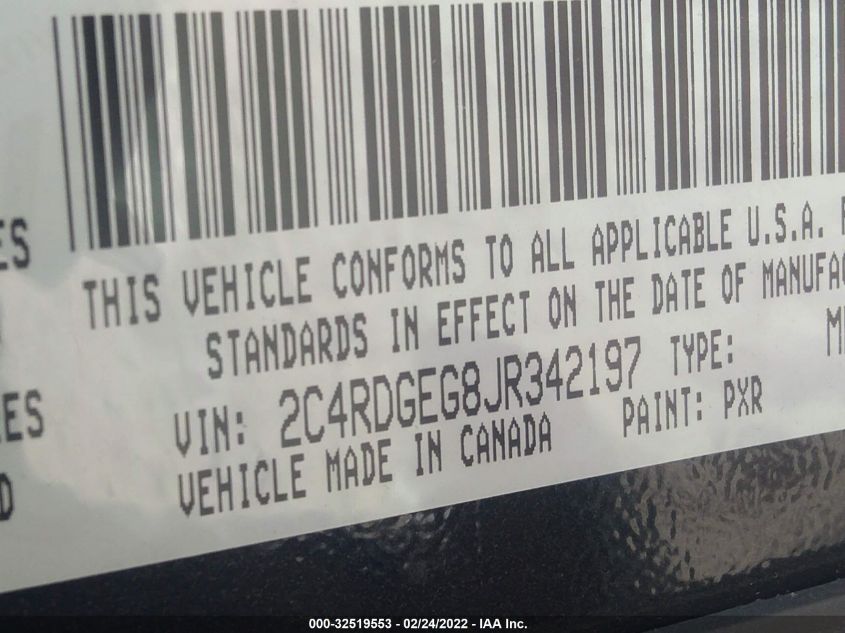 ES
THIS VEHICLE CONFORMS TO ALL APPLICABLE U.S.A.
STANDARDS IN EFFECT ON THE DATE OF MANUFAC
ES
VIN: 2C4RDGEG8JR342197 TYPE: M
VEHICLE MADE IN CANADA PAINT: PXR
D
000-32519553 - 02/24/2022 - IAA Inc.